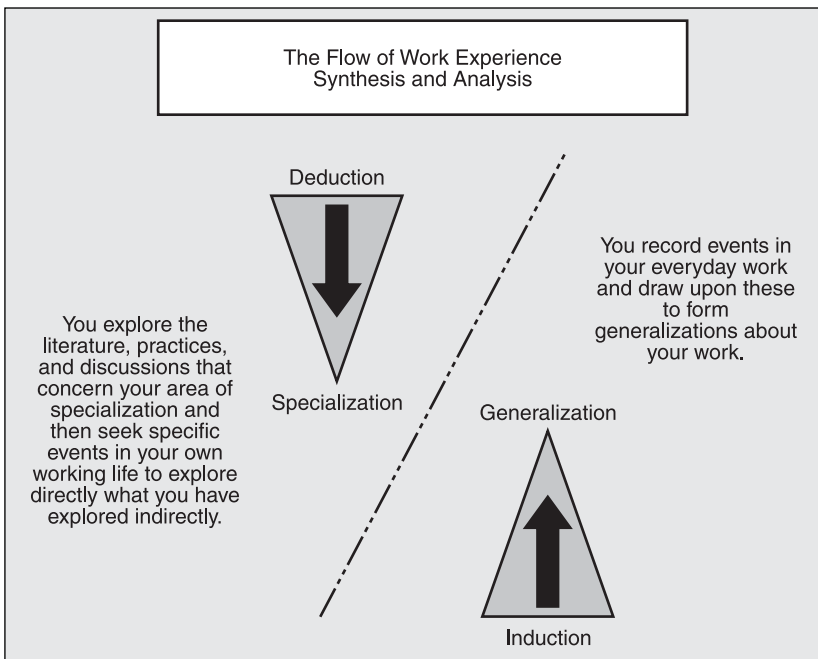 The Flow of Work Experience
Synthesis and Analysis
Deduction
Specialization
You explore the
literature, practices,
and discussions that
concern your area of
specialization and
then seek specific
events in your own
working life to explore
directly what you have
explored indirectly.
You record events in
your everyday work
and draw upon these
to form
generalizations about
your work.
Generalization
Induction